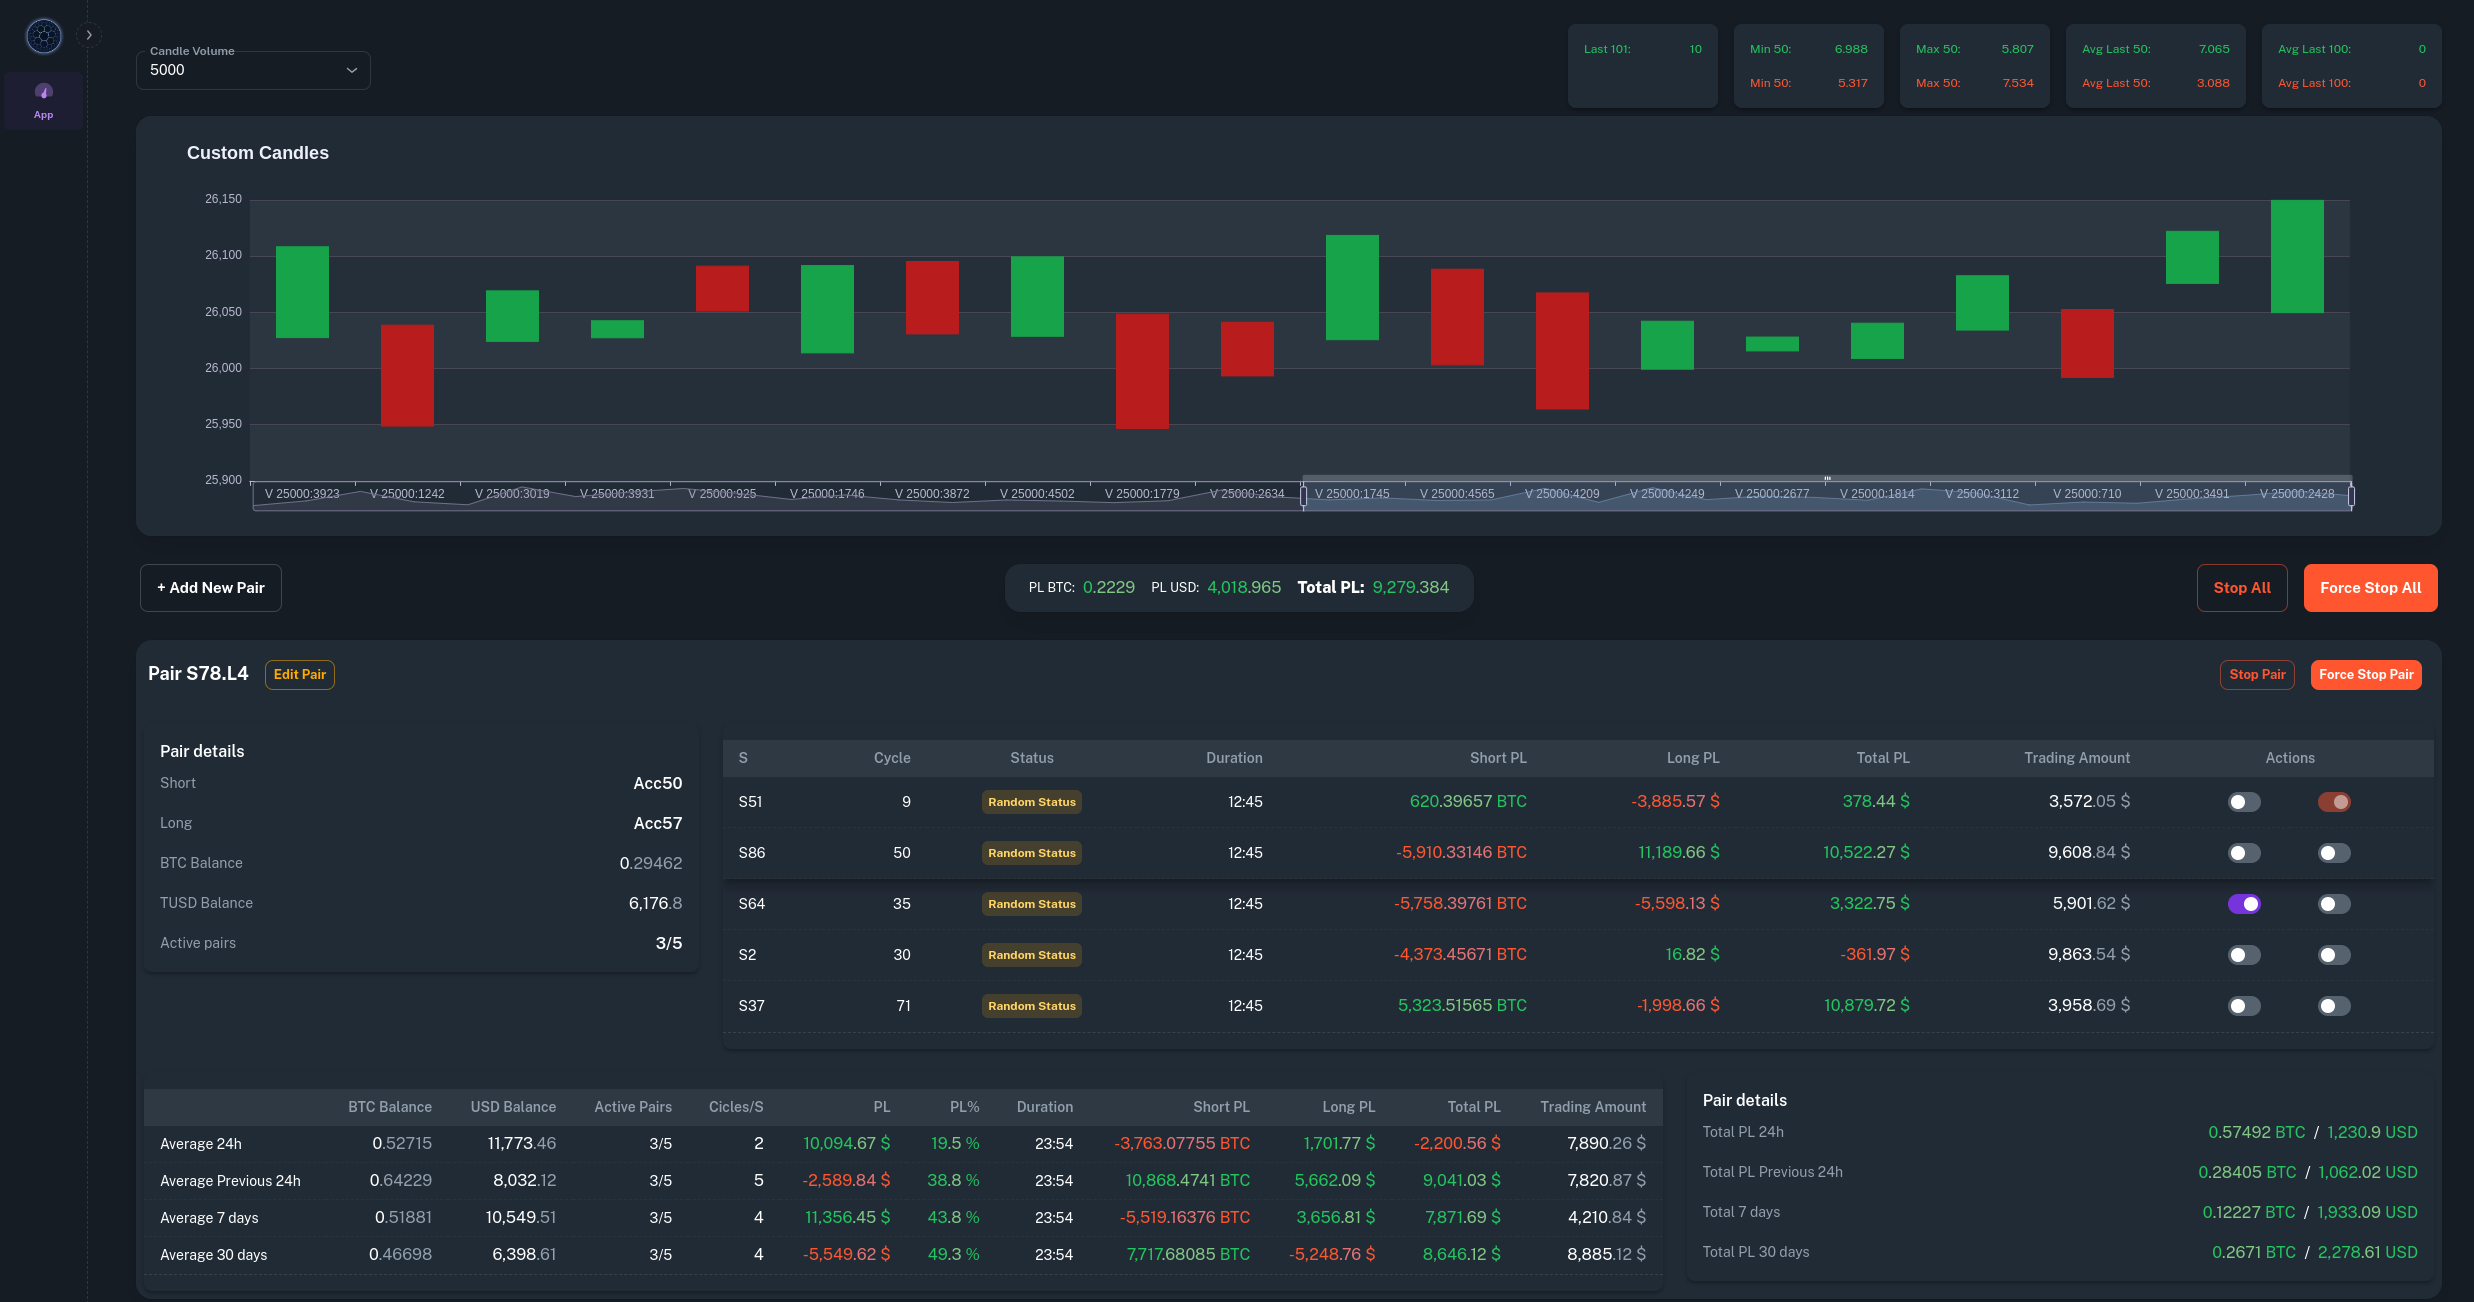 Candle Volume
5000
App
Last 101: 10
Min 50: 6.988
Min 50: 5.317
Max 50: 5.807
Max 50: 7.534
Avg Last 50: 7.065
Avg Last 50: 3.088
Avg Last 100: 0
Avg Last 100: 0
Custom Candles
26,150
26,100
26,050
26,000
25,950
25,900
V 25000:3923 V 25000:1242 V 25000:3019 V 25000:3931 V 25000:925 V 25000:1746 V 25000:3872 V 25000:4502 V 25000:1779 V 25000:2634 V 25000:1745 V 25000:4565 V 25000:4209 V 25000:4249 V 25000:2677 V 25000:1814 V 25000:3112 V 25000:710 V 25000:3491 V 25000:2428
+ Add New Pair
PL BTC: 0.2229 PL USD: 4,018.965 Total PL: 9,279.384
Stop All
Force Stop All
Pair S78.L4
Edit Pair
Stop Pair
Force Stop Pair
Pair details
Short Acc50
Long Acc57
BTC Balance 0.29462
TUSD Balance 6,176.8
Active pairs 3/5
S Cycle Status Duration Short PL Long PL Total PL Trading Amount Actions
S51 9 Random Status 12:45 620.39657 BTC -3,885.57 $ 378.44 $ 3,572.05 $
S86 50 Random Status 12:45 -5,910.33146 BTC 11,189.66 $ 10,522.27 $ 9,608.84 $
S64 35 Random Status 12:45 -5,758.39761 BTC -5,598.13 $ 3,322.75 $ 5,901.62 $
S2 30 Random Status 12:45 -4,373.45671 BTC 16.82 $ -361.97 $ 9,863.54 $
S37 71 Random Status 12:45 5,323.51565 BTC -1,998.66 $ 10,879.72 $ 3,958.69 $
BTC Balance USD Balance Active Pairs Cicles/S PL PL% Duration Short PL Long PL Total PL Trading Amount
Average 24h 0.52715 11,773.46 3/5 2 10,094.67 $ 19.5 % 23:54 -3,763.07755 BTC 1,701.77 $ -2,200.56 $ 7,890.26 $
Average Previous 24h 0.64229 8,032.12 3/5 5 -2,589.84 $ 38.8 % 23:54 10,868.4741 BTC 5,662.09 $ 9,041.03 $ 7,820.87 $
Average 7 days 0.51881 10,549.51 3/5 4 11,356.45 $ 43.8 % 23:54 -5,519.16376 BTC 3,656.81 $ 7,871.69 $ 4,210.84 $
Average 30 days 0.46698 6,398.61 3/5 4 -5,549.62 $ 49.3 % 23:54 7,717.68085 BTC -5,248.76 $ 8,646.12 $ 8,885.12 $
Pair details
Total PL 24h 0.57492 BTC / 1,230.9 USD
Total PL Previous 24h 0.28405 BTC / 1,062.02 USD
Total 7 days 0.12227 BTC / 1,933.09 USD
Total PL 30 days 0.2671 BTC / 2,278.61 USD